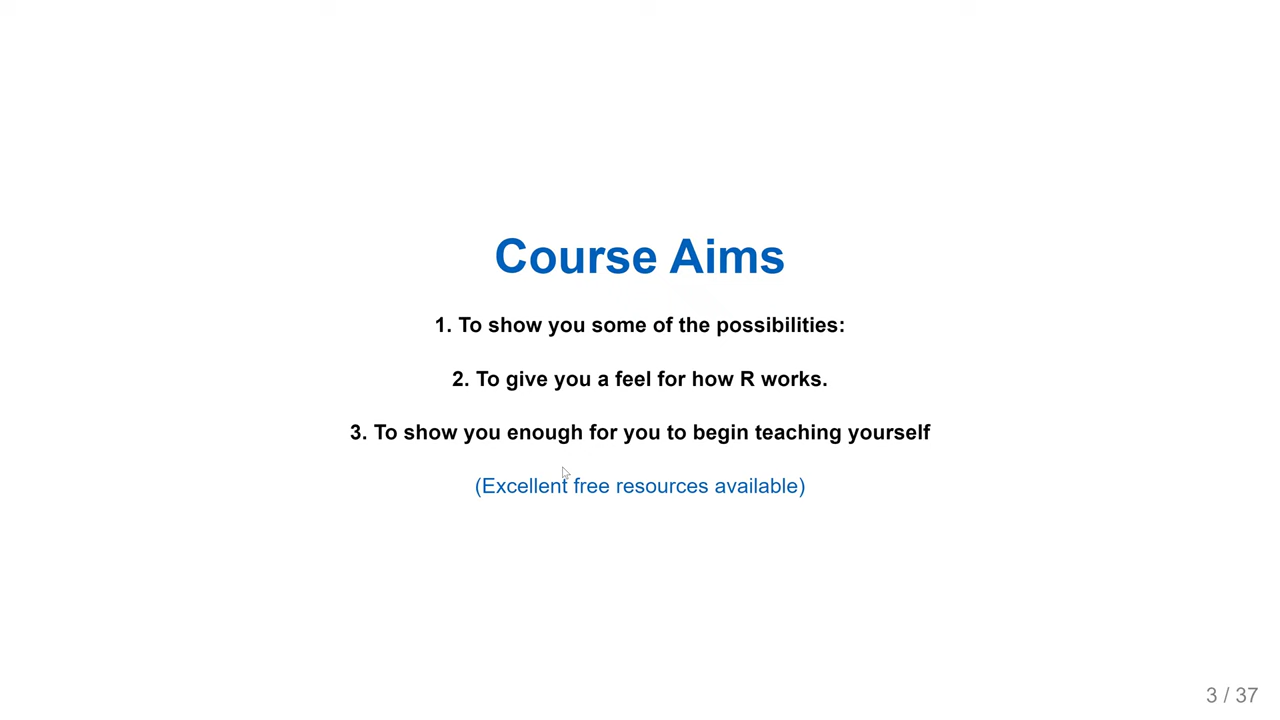 Course Aims
1. To show you some of the possibilities:
2. To give you a feel for how R works.
3. To show you enough for you to begin teaching yourself
(Excellent free resources available)
3 / 37